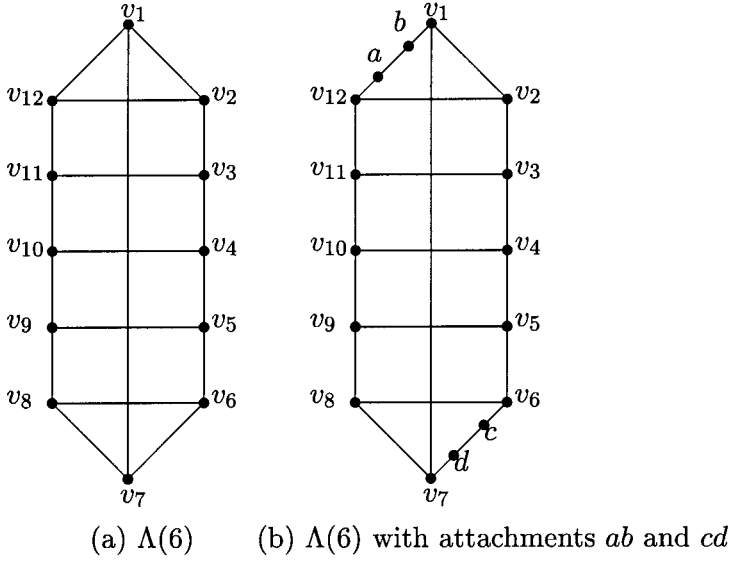 v1 v1
b
a
v12 v2 v12 v2
v11 v3 v11 v3
v10 v4 v10 v4
v9 v5 v9 v5
v8 v6 v8 v6
c
d
v7 v7
(a) Λ(6) (b) Λ(6) with attachments ab and cd